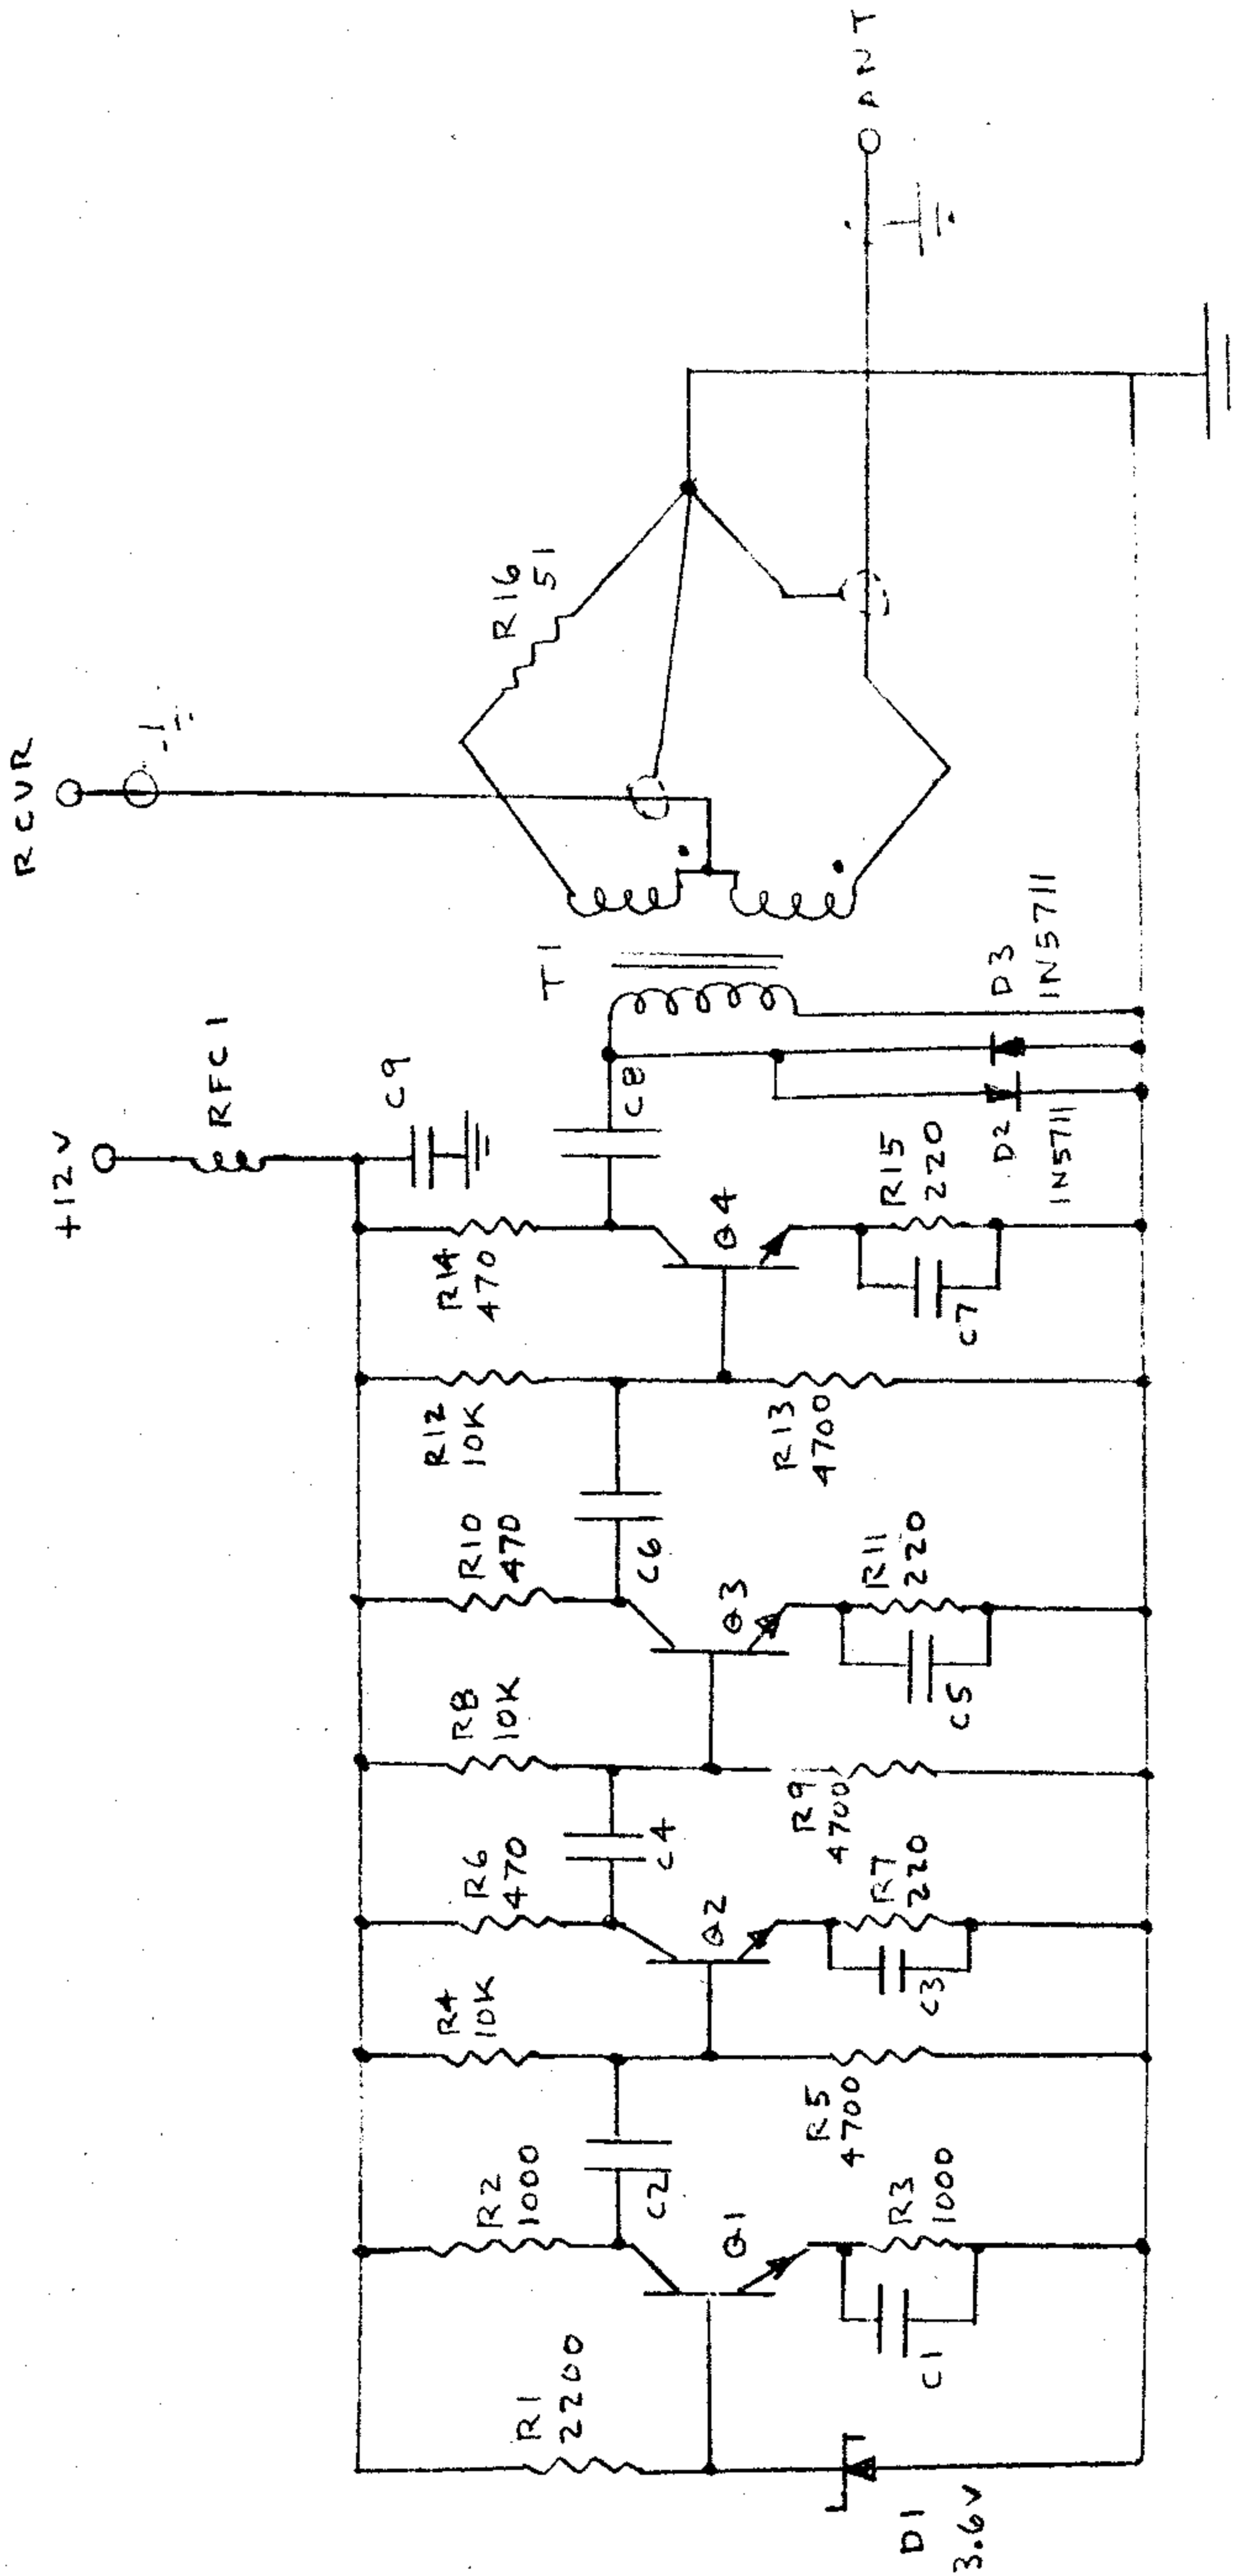 RCVR
+12V
RFC1
C9
T1
R16
51
ANT
R1
2200
R2
1000
R4
10K
R6
470
R8
10K
R10
470
R12
10K
R14
470
C2
C4
C6
C8
Q1
Q2
Q3
Q4
D1
3.6V
C1
R3
1000
R5
4700
C3
R7
220
R9
4700
C5
R11
220
R13
4700
C7
R15
220
D2
1N5711
D3
1N5711